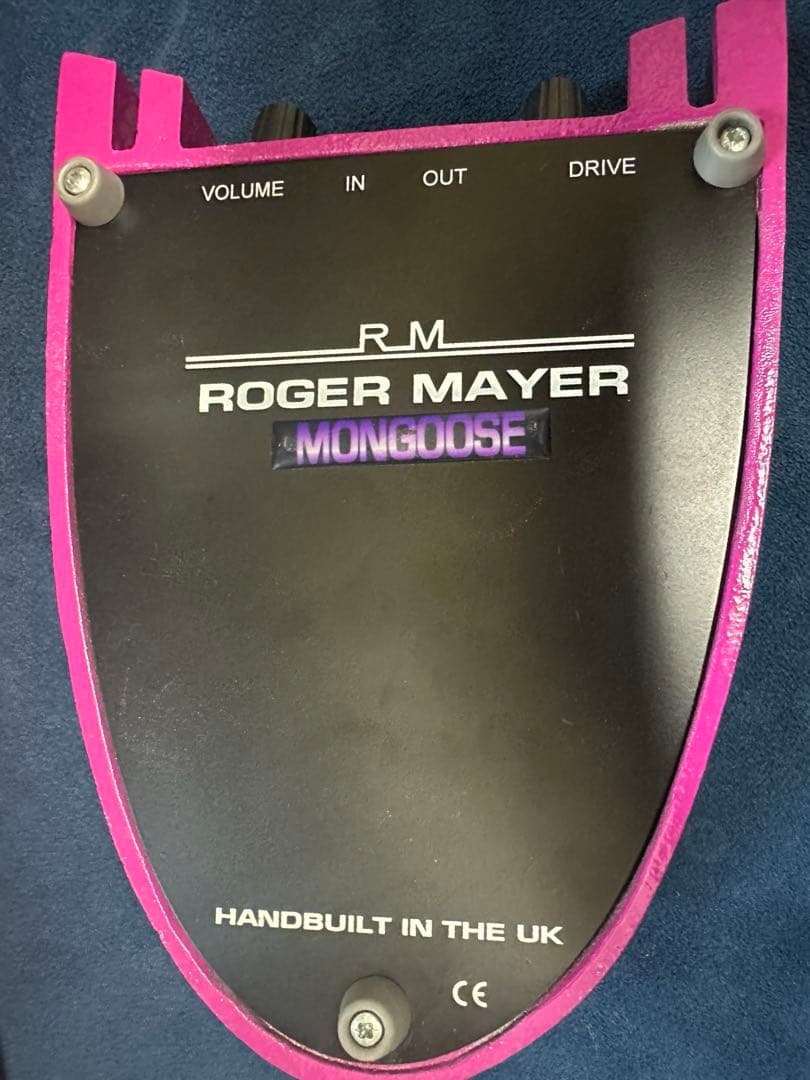 VOLUME IN OUT DRIVE
RM
ROGER MAYER
MONGOOSE
HANDBUILT IN THE UK
CE